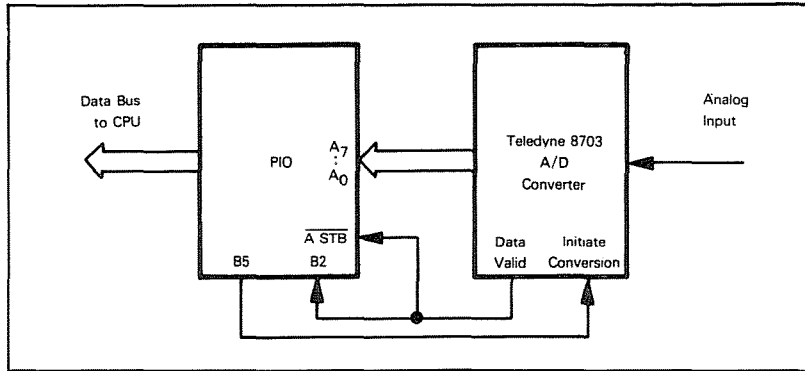 Data Bus
to CPU
PIO
A7
:
A0
A STB
B5
B2
Teledyne 8703
A/D
Converter
Data
Valid
Initiate
Conversion
Analog
Input